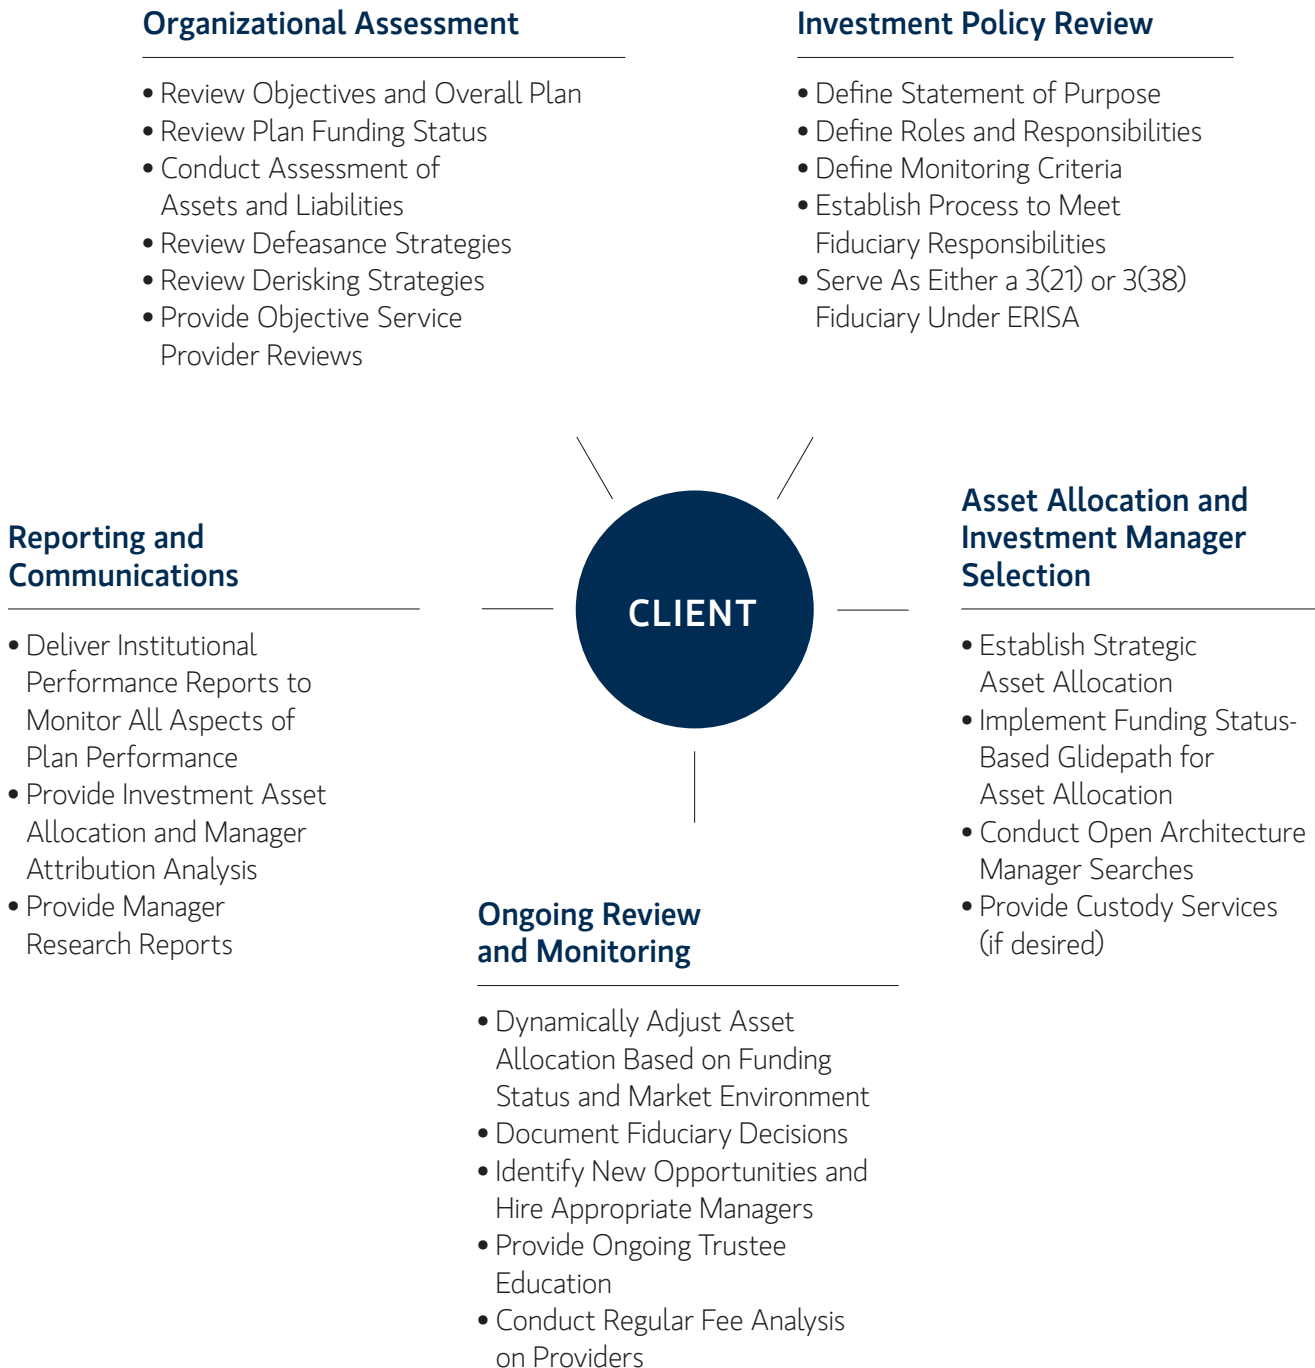 Organizational Assessment
• Review Objectives and Overall Plan
• Review Plan Funding Status
• Conduct Assessment of
Assets and Liabilities
• Review Defeasance Strategies
• Review Derisking Strategies
• Provide Objective Service
Provider Reviews
Investment Policy Review
• Define Statement of Purpose
• Define Roles and Responsibilities
• Define Monitoring Criteria
• Establish Process to Meet
Fiduciary Responsibilities
• Serve As Either a 3(21) or 3(38)
Fiduciary Under ERISA
CLIENT
Reporting and
Communications
• Deliver Institutional
Performance Reports to
Monitor All Aspects of
Plan Performance
• Provide Investment Asset
Allocation and Manager
Attribution Analysis
• Provide Manager
Research Reports
Asset Allocation and
Investment Manager
Selection
• Establish Strategic
Asset Allocation
• Implement Funding Status-
Based Glidepath for
Asset Allocation
• Conduct Open Architecture
Manager Searches
• Provide Custody Services
(if desired)
Ongoing Review
and Monitoring
• Dynamically Adjust Asset
Allocation Based on Funding
Status and Market Environment
• Document Fiduciary Decisions
• Identify New Opportunities and
Hire Appropriate Managers
• Provide Ongoing Trustee
Education
• Conduct Regular Fee Analysis
on Providers